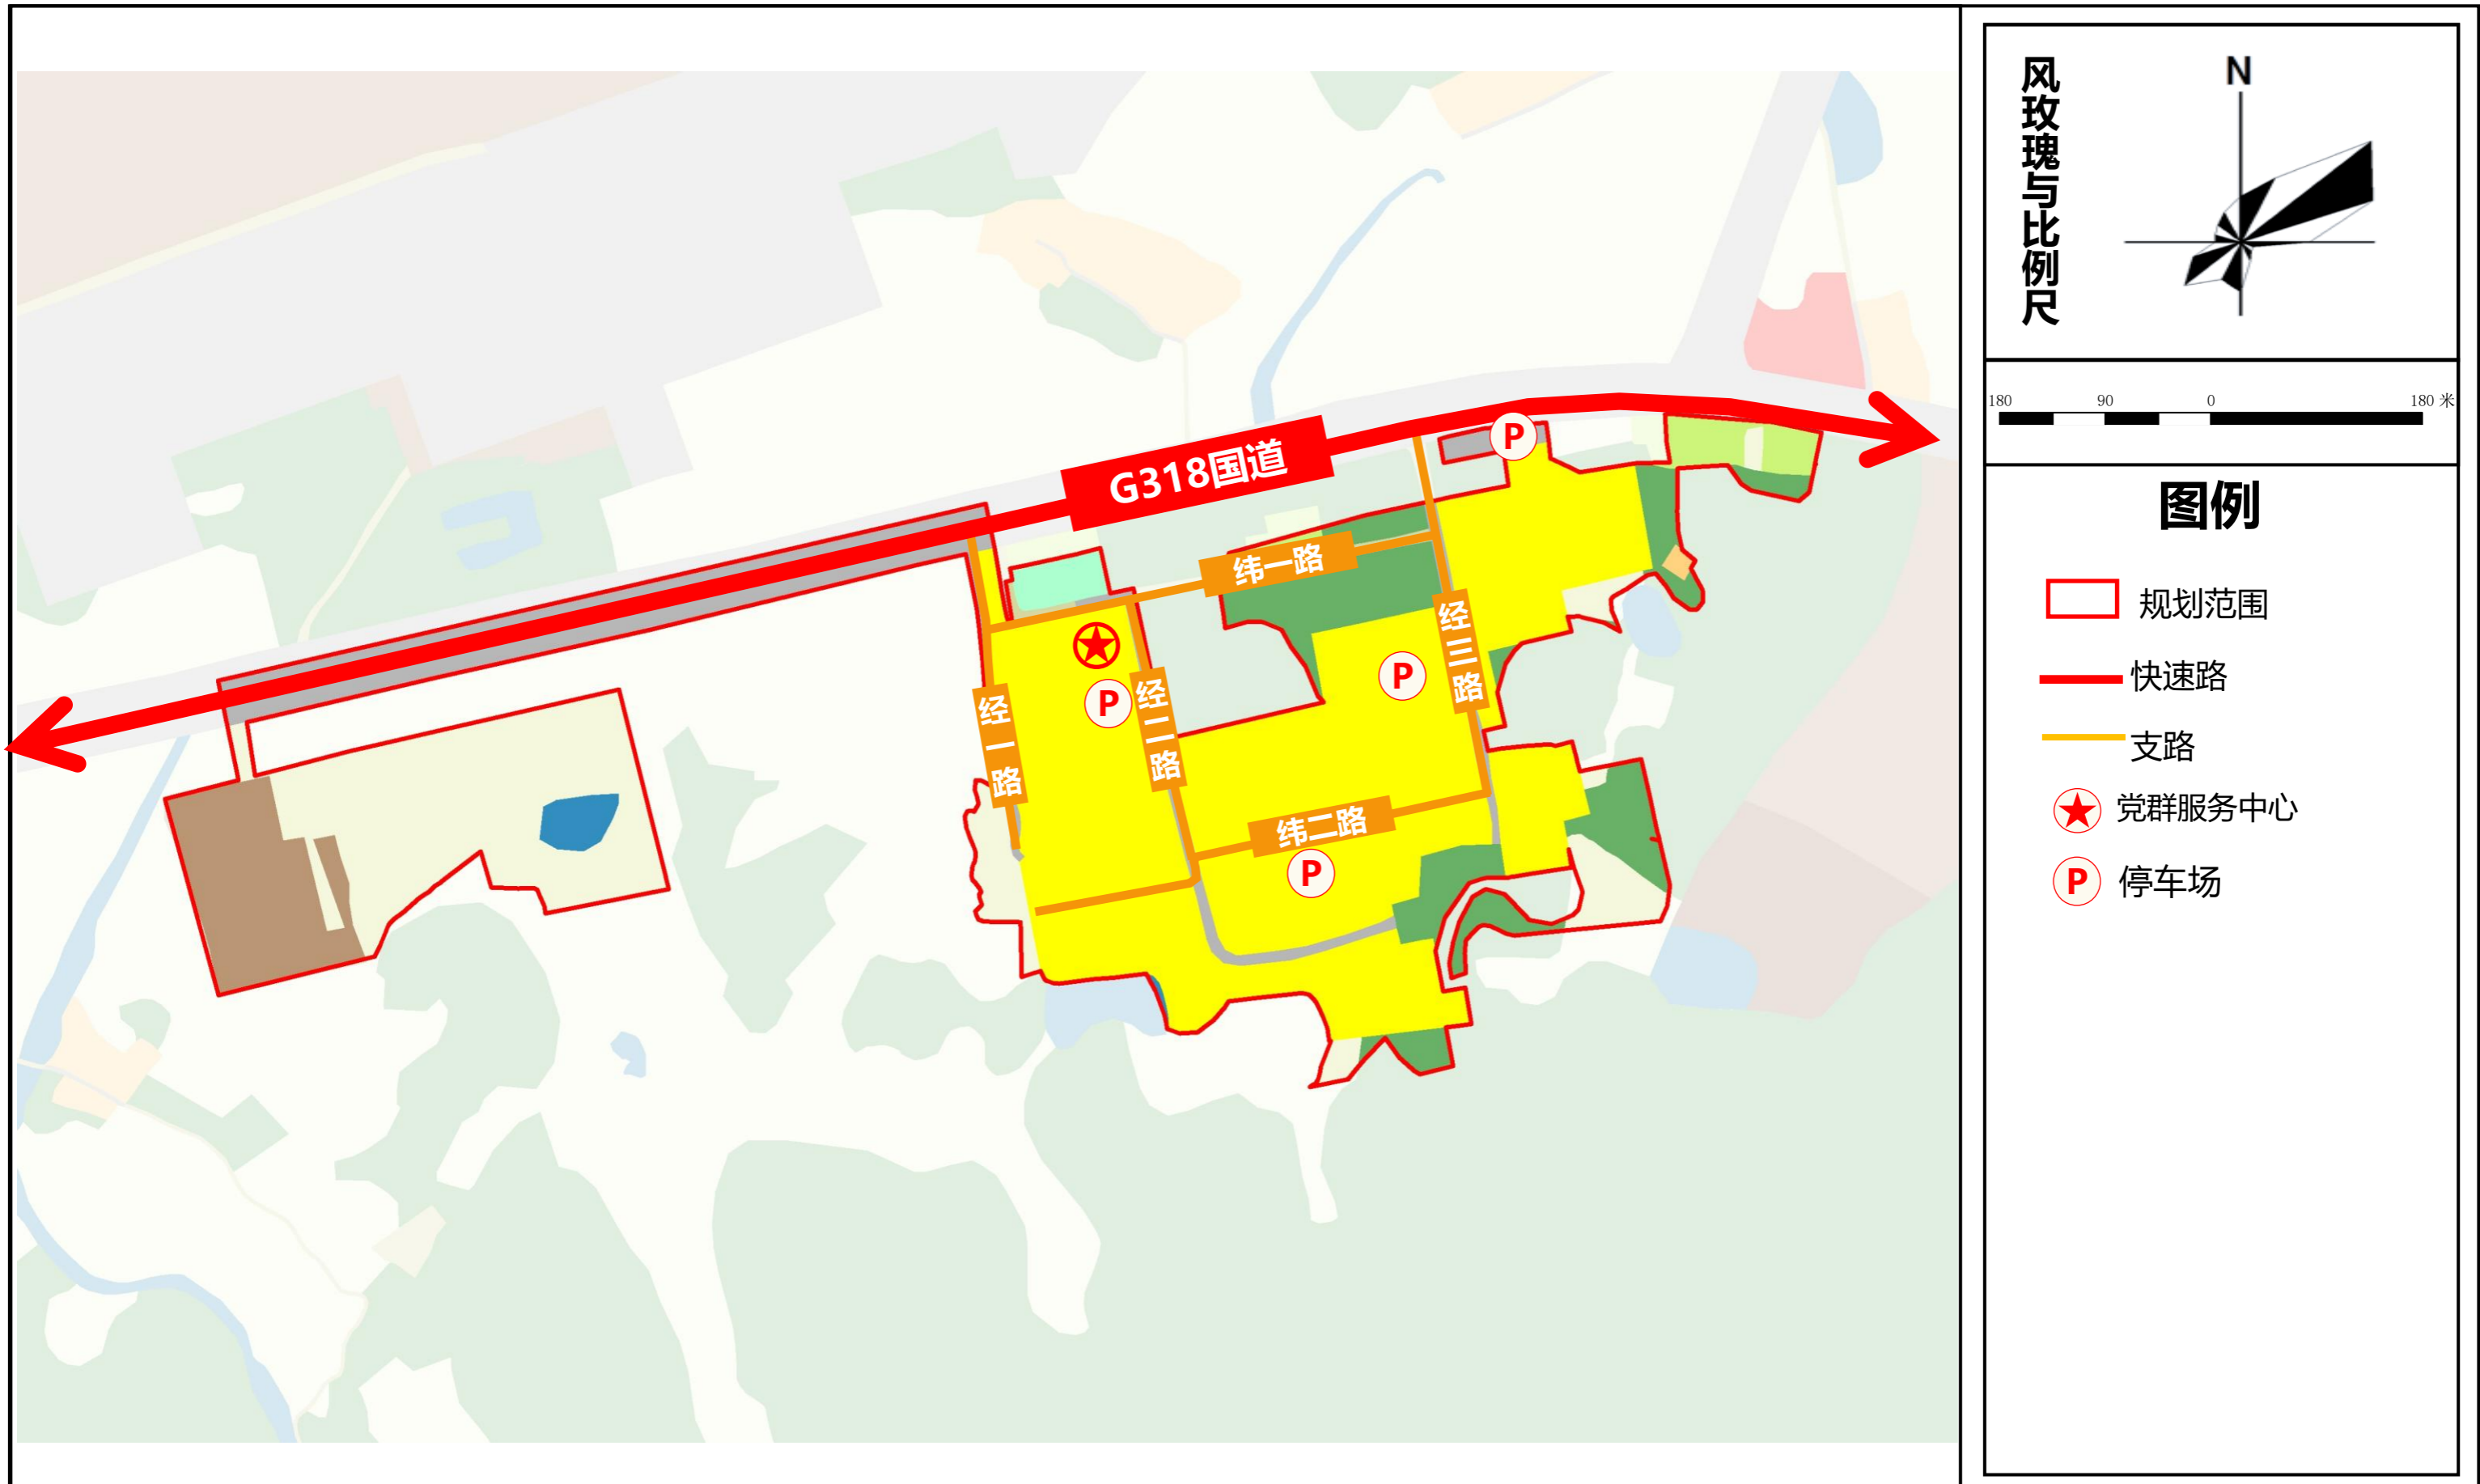 G318国道
P
纬一路
经三路
P
P
经一路
经二路
纬二路
P
风玫瑰与比例尺
N
180 90 0 180 米
图例
规划范围
快速路
支路
党群服务中心
P 停车场